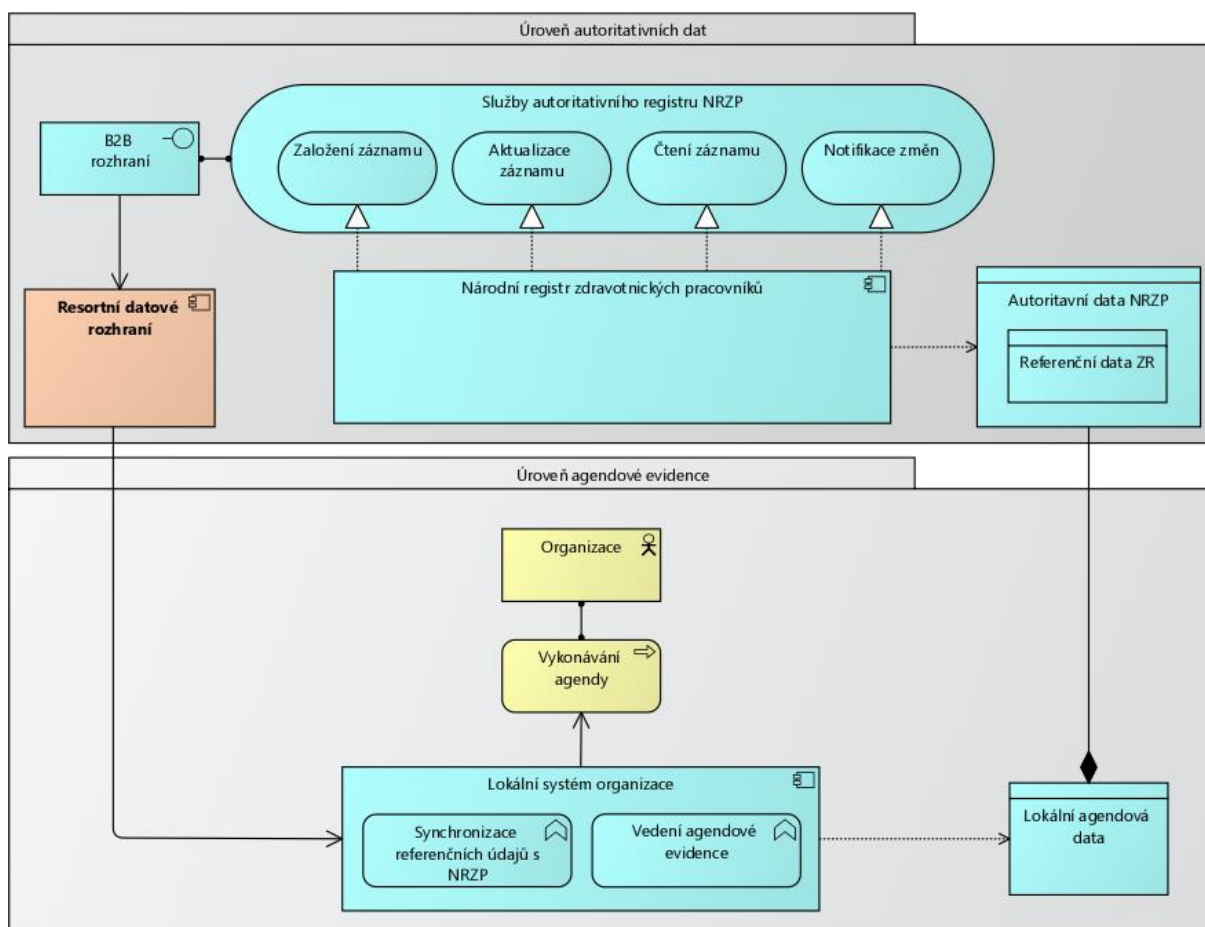 Úroveň autoritativních dat
Služby autoritativního registru NRZP
B2B
rozhraní
Založení záznamu
Aktualizace
záznamu
Čtení záznamu
Notifikace změn
Resortní datové
rozhraní
Národní registr zdravotnických pracovníků
Autoritavní data NRZP
Referenční data ZR
Úroveň agendové evidence
Organizace
Vykonávání
agendy
Lokální systém organizace
Synchronizace
referenčních údajů s
NRZP
Vedení agendové
evidence
Lokální agendová
data